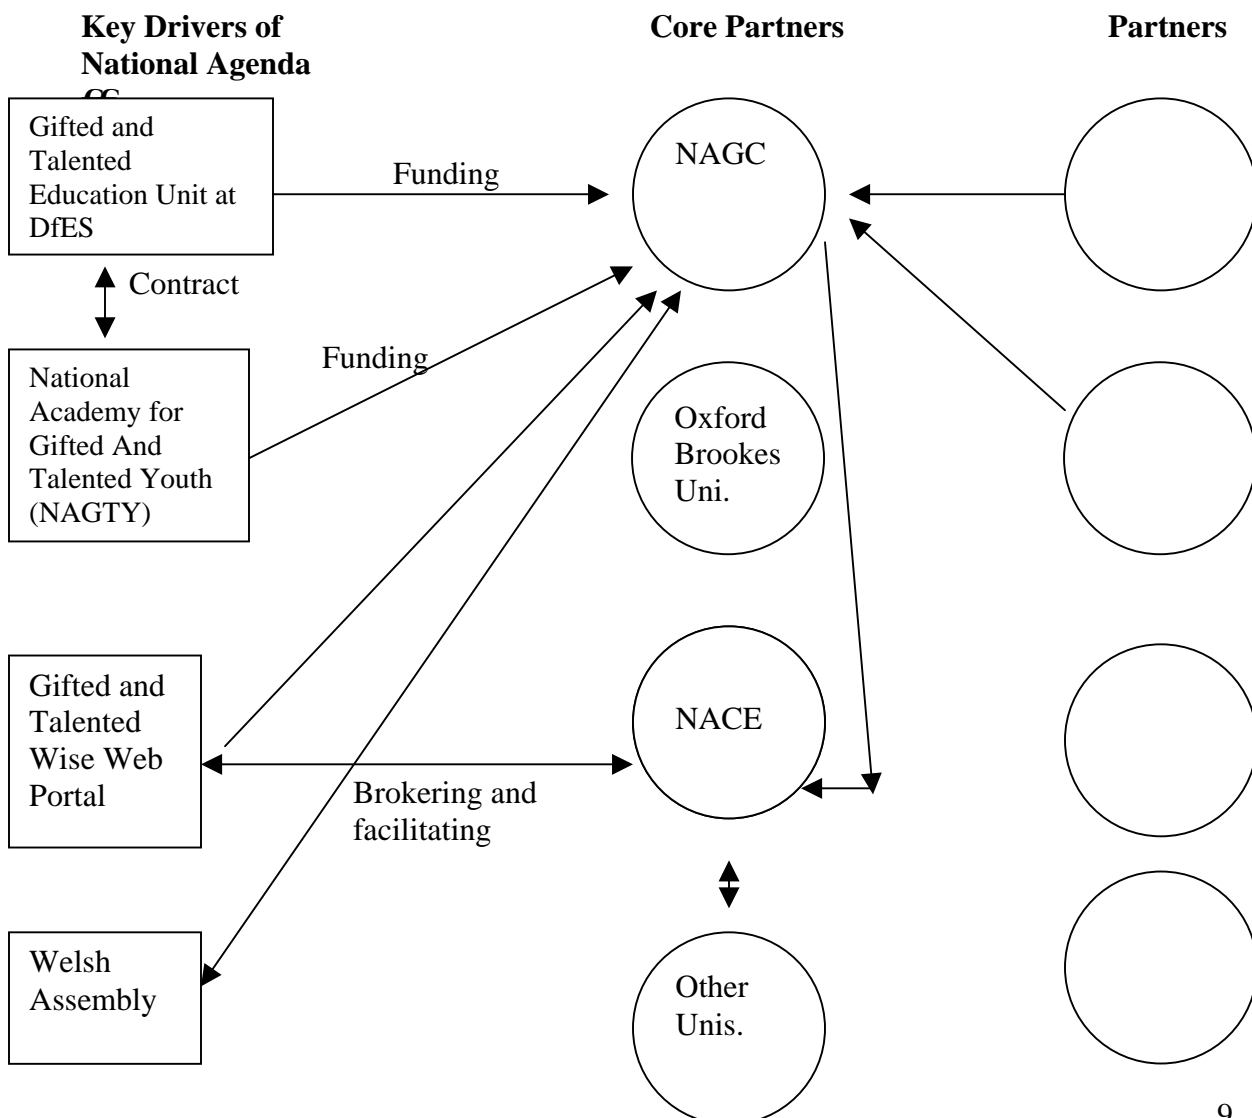 Key Drivers of
National Agenda
Core Partners
Partners
Gifted and
Talented
Education Unit at
DfES
Funding
NAGC
Contract
National
Academy for
Gifted And
Talented Youth
(NAGTY)
Funding
Oxford
Brookes
Uni.
Gifted and
Talented
Wise Web
Portal
NACE
Brokering and
facilitating
Welsh
Assembly
Other
Unis.
9